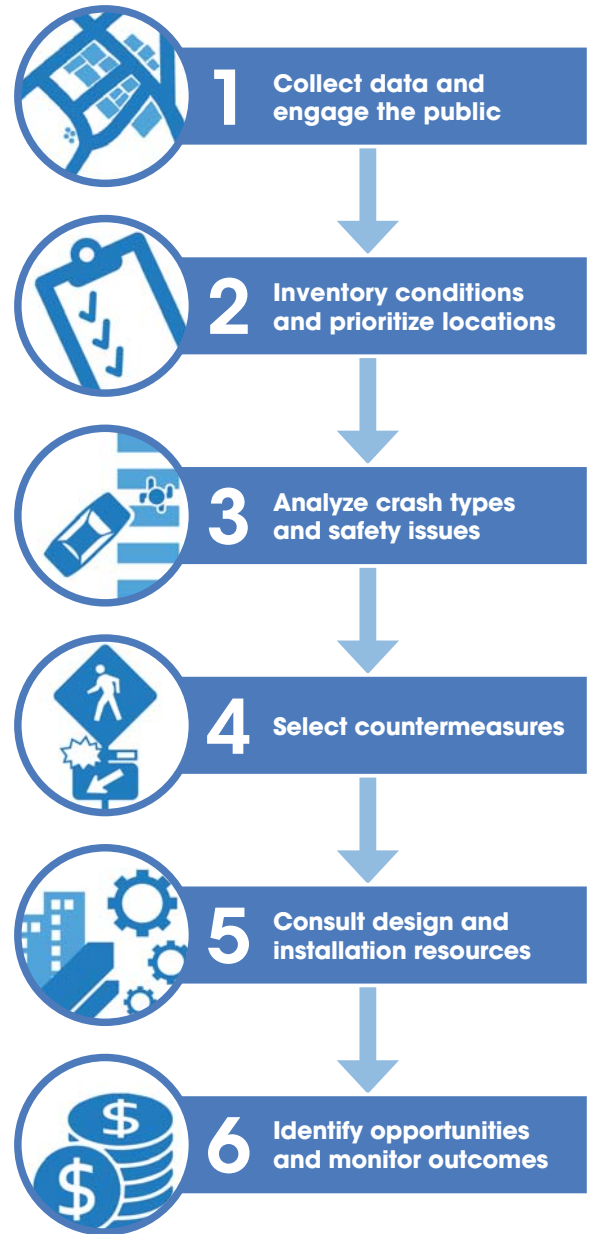 1
Collect data and
engage the public
2
Inventory conditions
and prioritize locations
3
Analyze crash types
and safety issues
4
Select countermeasures
5
Consult design and
installation resources
6
Identify opportunities
and monitor outcomes
$
$